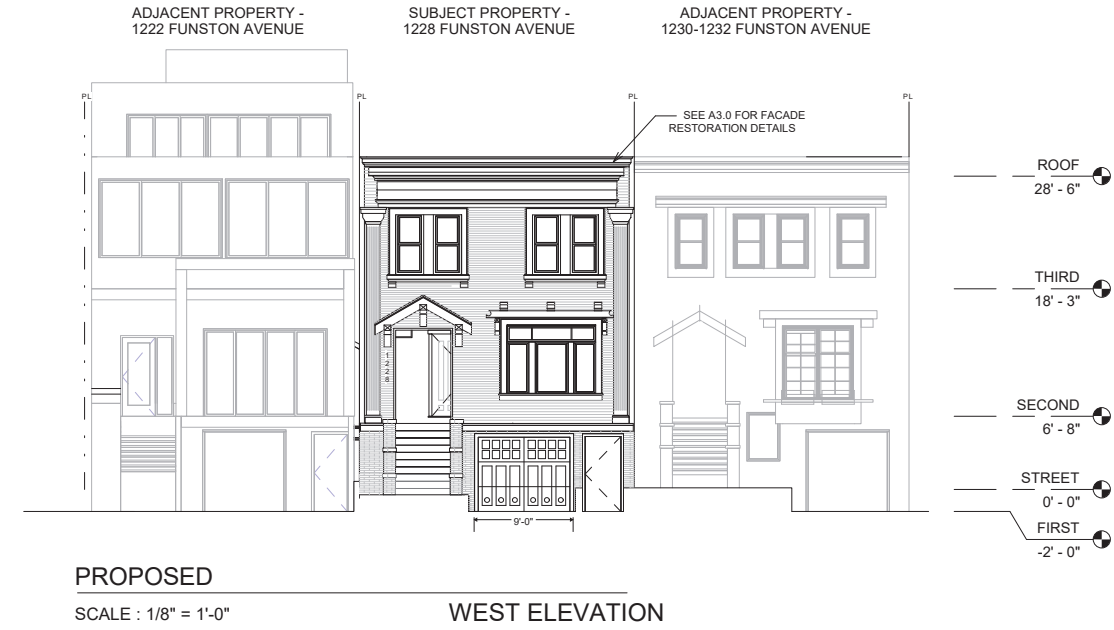 ADJACENT PROPERTY -
1222 FUNSTON AVENUE
SUBJECT PROPERTY -
1228 FUNSTON AVENUE
ADJACENT PROPERTY -
1230-1232 FUNSTON AVENUE
PL
PL
PL
PL
SEE A3.0 FOR FACADE
RESTORATION DETAILS
ROOF
28' - 6"
THIRD
18' - 3"
1
2
2
8
SECOND
6' - 8"
STREET
0' - 0"
9'-0"
FIRST
-2' - 0"
PROPOSED
SCALE : 1/8" = 1'-0"
WEST ELEVATION